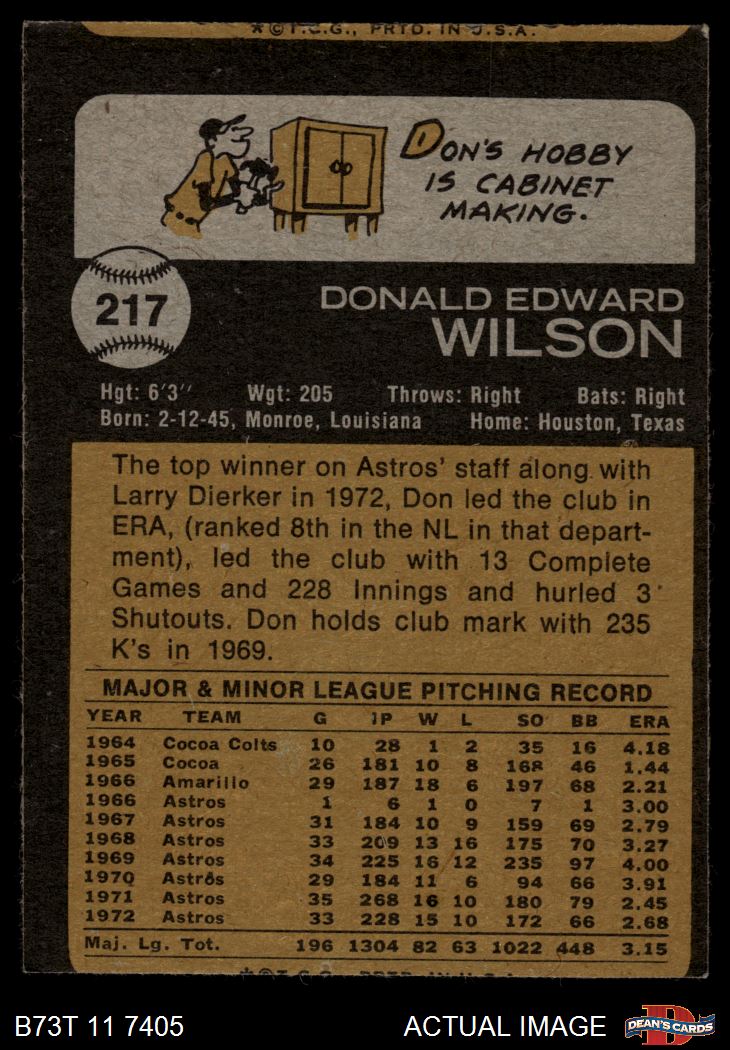 *©T.C.G., PRTD. IN U.S.A.
DON'S HOBBY
IS CABINET
MAKING.
217
DONALD EDWARD
WILSON
Hgt: 6'3" Wgt: 205 Throws: Right Bats: Right
Born: 2-12-45, Monroe, Louisiana Home: Houston, Texas
The top winner on Astros' staff along with
Larry Dierker in 1972, Don led the club in
ERA, (ranked 8th in the NL in that depart-
ment), led the club with 13 Complete
Games and 228 Innings and hurled 3
Shutouts. Don holds club mark with 235
K's in 1969.
MAJOR & MINOR LEAGUE PITCHING RECORD
YEAR TEAM G IP W L SO BB ERA
1964 Cocoa Colts 10 28 1 2 35 16 4.18
1965 Cocoa 26 181 10 8 168 46 1.44
1966 Amarillo 29 187 18 6 197 68 2.21
1966 Astros 1 6 1 0 7 1 3.00
1967 Astros 31 184 10 9 159 69 2.79
1968 Astros 33 209 13 16 175 70 3.27
1969 Astros 34 225 16 12 235 97 4.00
1970 Astros 29 184 11 6 94 66 3.91
1971 Astros 35 268 16 10 180 79 2.45
1972 Astros 33 228 15 10 172 66 2.68
Maj. Lg. Tot. 196 1304 82 63 1022 448 3.15
*©T.C.G., PRTD. IN U.S.A.
B73T 11 7405 ACTUAL IMAGE
D
DEAN'S CARDS